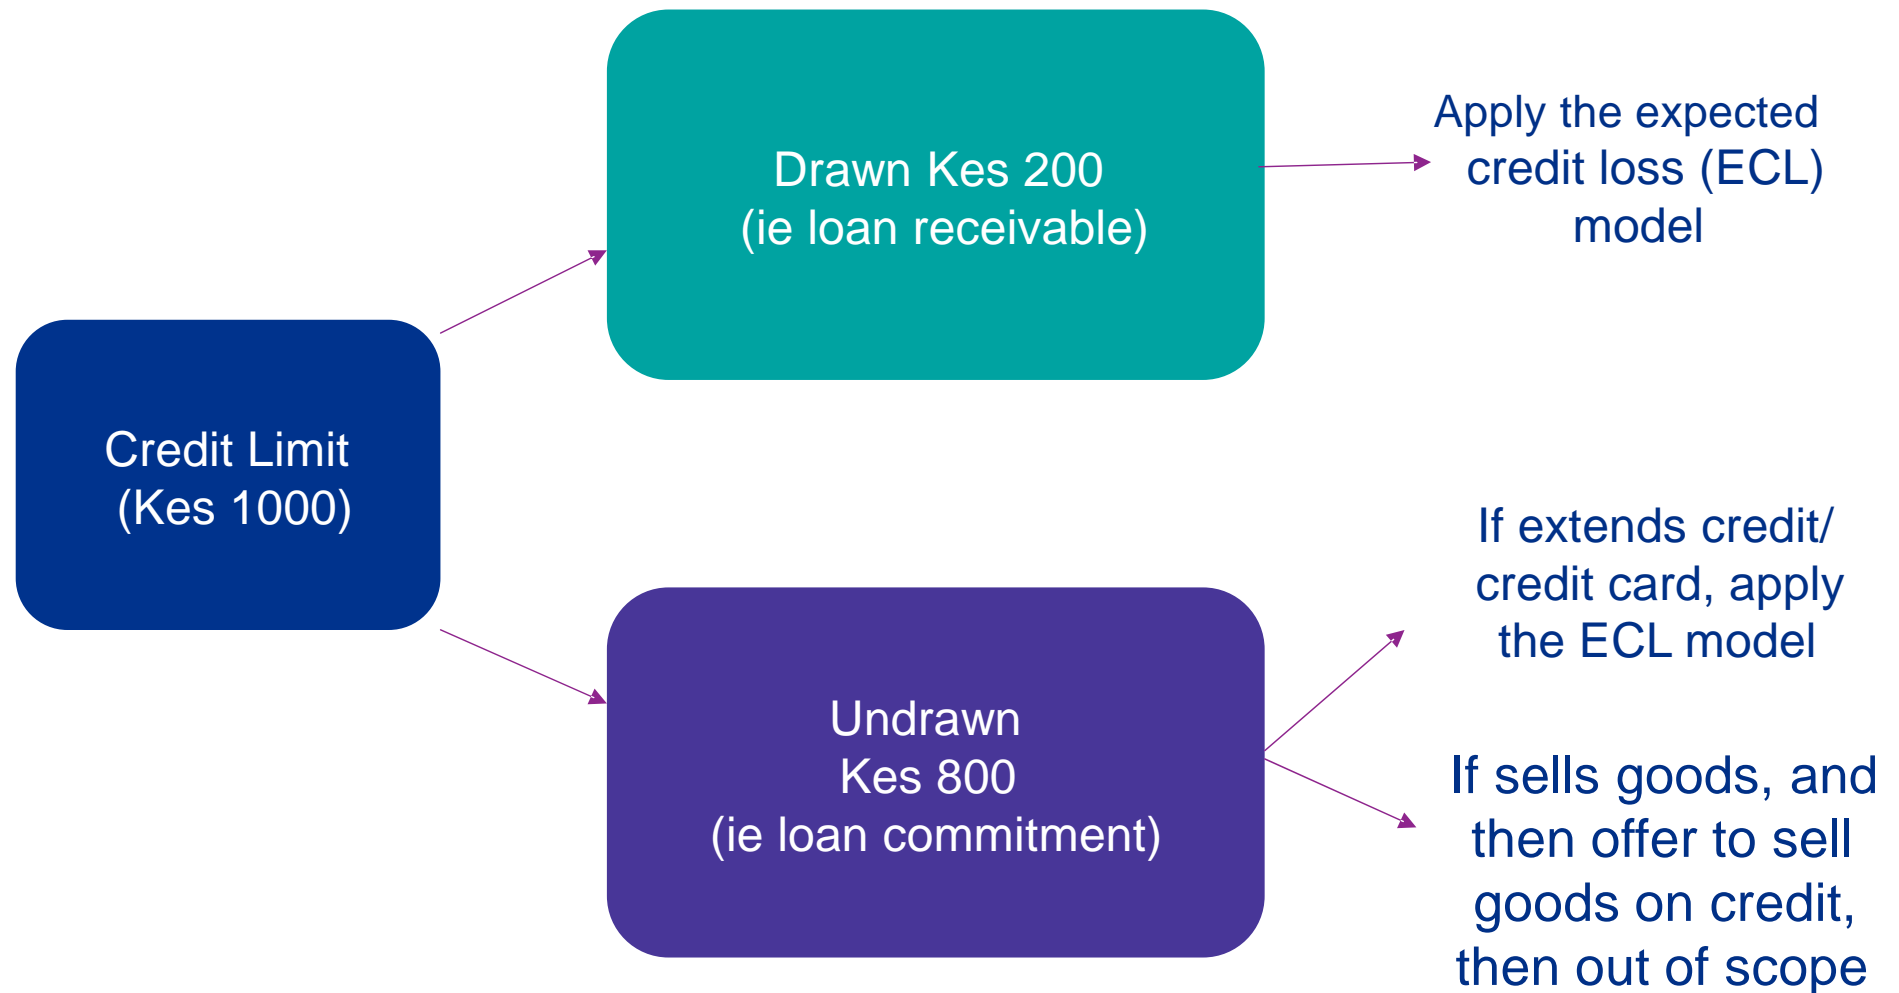 Credit Limit
(Kes 1000)
Drawn Kes 200
(ie loan receivable)
Apply the expected
credit loss (ECL)
model
Undrawn
Kes 800
(ie loan commitment)
If extends credit/
credit card, apply
the ECL model
If sells goods, and
then offer to sell
goods on credit,
then out of scope